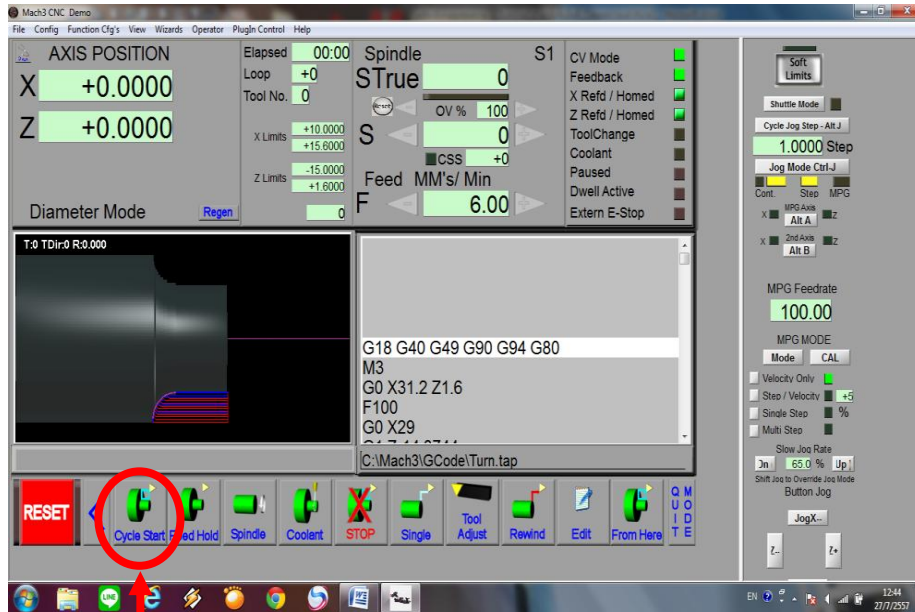 Mach3 CNC Demo
File Config Function Cfg's View Wizards Operator PlugIn Control Help
AXIS POSITION
X +0.0000
Z +0.0000
Diameter Mode Regen
Elapsed 00:00
Loop +0
Tool No. 0
X Limits +10.0000
+15.6000
Z Limits -15.0000
+1.6000
0
Spindle S1
STrue 0
Reset OV % 100
S 0
CSS +0
Feed MM's/ Min
F 6.00
CV Mode
Feedback
X Refd / Homed
Z Refd / Homed
ToolChange
Coolant
Paused
Dwell Active
Extern E-Stop
T:0 TDir:0 R:0.000
G18 G40 G49 G90 G94 G80
M3
G0 X31.2 Z1.6
F100
G0 X29
C:\Mach3\GCode\Turn.tap
RESET
Cycle Start
Feed Hold
Spindle
Coolant
STOP
Single
Tool
Adjust
Rewind
Edit
From Here
QUIT
MODE
Soft
Limits
Shuttle Mode
Cycle Jog Step - Alt J
1.0000 Step
Jog Mode Ctrl-J
Cont. Step MPG
MPG Axis
X Alt A Z
2nd Axis
X Alt B Z
MPG Feedrate
100.00
MPG MODE
Mode CAL
Velocity Only
Step / Velocity +5
Single Step %
Multi Step
Slow Jog Rate
Dn 65.0 % Up
Shift Jog to Override Jog Mode
Button Jog
JogX--
Z-- Z+
LINE
EN
12:44
27/7/2557